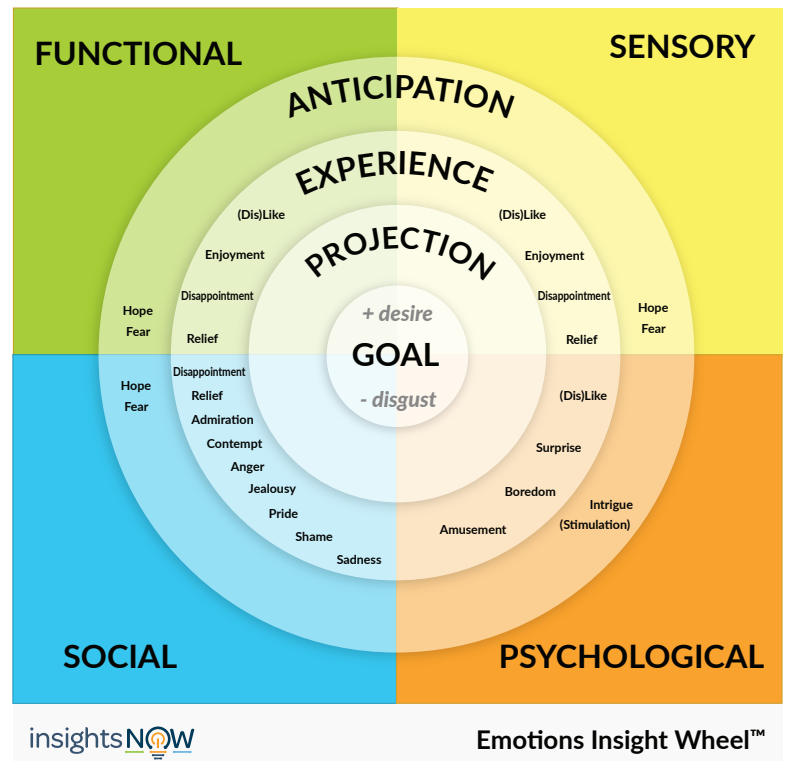 FUNCTIONAL
SENSORY
ANTICIPATION
EXPERIENCE
PROJECTION
+ desire
GOAL
- disgust
(Dis)Like
Enjoyment
Disappointment
Relief
Hope
Fear
(Dis)Like
Enjoyment
Disappointment
Relief
Hope
Fear
Hope
Fear
Disappointment
Relief
Admiration
Contempt
Anger
Jealousy
Pride
Shame
Sadness
(Dis)Like
Surprise
Boredom
Amusement
Intrigue
(Stimulation)
SOCIAL
PSYCHOLOGICAL
insightsNOW
Emotions Insight Wheel™